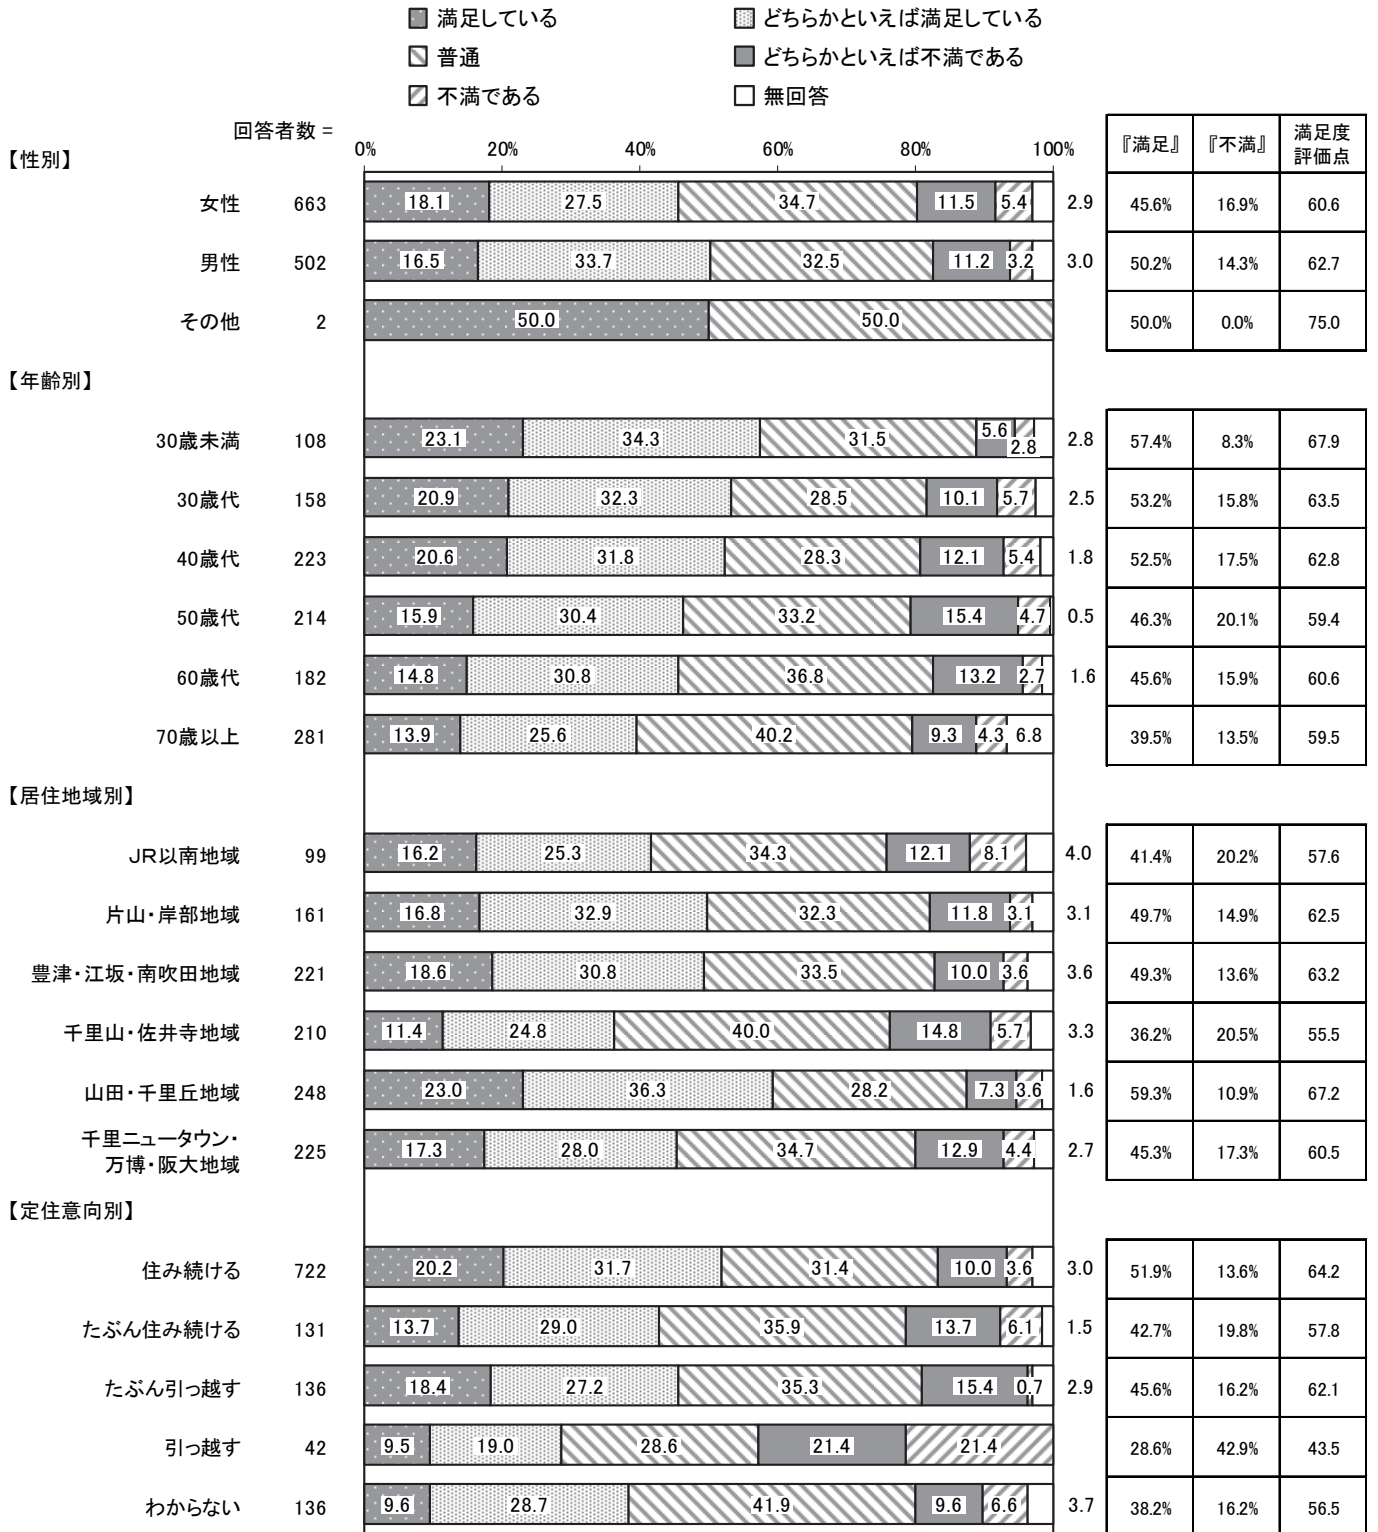 満足している どちらかといえば満足している
普通 どちらかといえば不満である
不満である 無回答
回答者数 =
0% 20% 40% 60% 80% 100% 『満足』 『不満』 満足度
評価点
【性別】
女性 663 18.1 27.5 34.7 11.5 5.4 2.9 45.6% 16.9% 60.6
男性 502 16.5 33.7 32.5 11.2 3.2 3.0 50.2% 14.3% 62.7
その他 2 50.0 50.0 50.0% 0.0% 75.0
【年齢別】
30歳未満 108 23.1 34.3 31.5 5.6 2.8 2.8 57.4% 8.3% 67.9
30歳代 158 20.9 32.3 28.5 10.1 5.7 2.5 53.2% 15.8% 63.5
40歳代 223 20.6 31.8 28.3 12.1 5.4 1.8 52.5% 17.5% 62.8
50歳代 214 15.9 30.4 33.2 15.4 4.7 0.5 46.3% 20.1% 59.4
60歳代 182 14.8 30.8 36.8 13.2 2.7 1.6 45.6% 15.9% 60.6
70歳以上 281 13.9 25.6 40.2 9.3 4.3 6.8 39.5% 13.5% 59.5
【居住地域別】
JR以南地域 99 16.2 25.3 34.3 12.1 8.1 4.0 41.4% 20.2% 57.6
片山・岸部地域 161 16.8 32.9 32.3 11.8 3.1 3.1 49.7% 14.9% 62.5
豊津・江坂・南吹田地域 221 18.6 30.8 33.5 10.0 3.6 3.6 49.3% 13.6% 63.2
千里山・佐井寺地域 210 11.4 24.8 40.0 14.8 5.7 3.3 36.2% 20.5% 55.5
山田・千里丘地域 248 23.0 36.3 28.2 7.3 3.6 1.6 59.3% 10.9% 67.2
千里ニュータウン・
万博・阪大地域 225 17.3 28.0 34.7 12.9 4.4 2.7 45.3% 17.3% 60.5
【定住意向別】
住み続ける 722 20.2 31.7 31.4 10.0 3.6 3.0 51.9% 13.6% 64.2
たぶん住み続ける 131 13.7 29.0 35.9 13.7 6.1 1.5 42.7% 19.8% 57.8
たぶん引っ越す 136 18.4 27.2 35.3 15.4 0.7 2.9 45.6% 16.2% 62.1
引っ越す 42 9.5 19.0 28.6 21.4 21.4 28.6% 42.9% 43.5
わからない 136 9.6 28.7 41.9 9.6 6.6 3.7 38.2% 16.2% 56.5